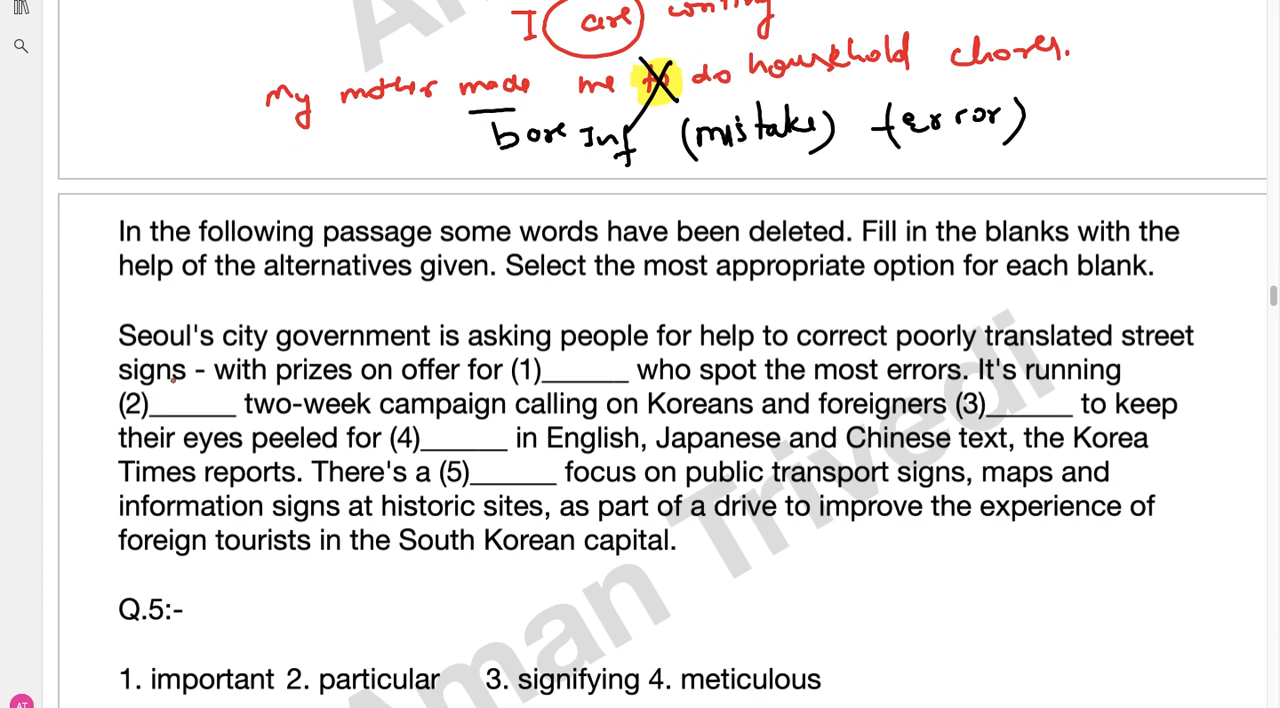 I are writing
my mother made me to do household chores.
bare Inf (mistake) (error)
In the following passage some words have been deleted. Fill in the blanks with the
help of the alternatives given. Select the most appropriate option for each blank.
Seoul's city government is asking people for help to correct poorly translated street
signs - with prizes on offer for (1)______ who spot the most errors. It's running
(2)______ two-week campaign calling on Koreans and foreigners (3)______ to keep
their eyes peeled for (4)______ in English, Japanese and Chinese text, the Korea
Times reports. There's a (5)______ focus on public transport signs, maps and
information signs at historic sites, as part of a drive to improve the experience of
foreign tourists in the South Korean capital.
Q.5:-
1. important 2. particular 3. signifying 4. meticulous
Aman Trivedi
AT